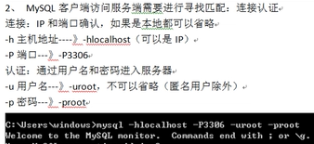 2、 MySQL 客户端访问服务端需要进行寻找匹配：连接认证
连接：IP 和端口确认，如果是本地都可以省略
-h 主机地址----》-hlocalhost（可以是 IP）
-P 端口----》-P3306
认证：通过用户名和密码进入服务器
-u 用户名---》-uroot，不可以省略（匿名用户除外）
-p 密码---》-proot
C:\Users\windows>mysql -hlocalhost -P3306 -uroot -proot
Welcome to the MySQL monitor.  Commands end with ; or \g.